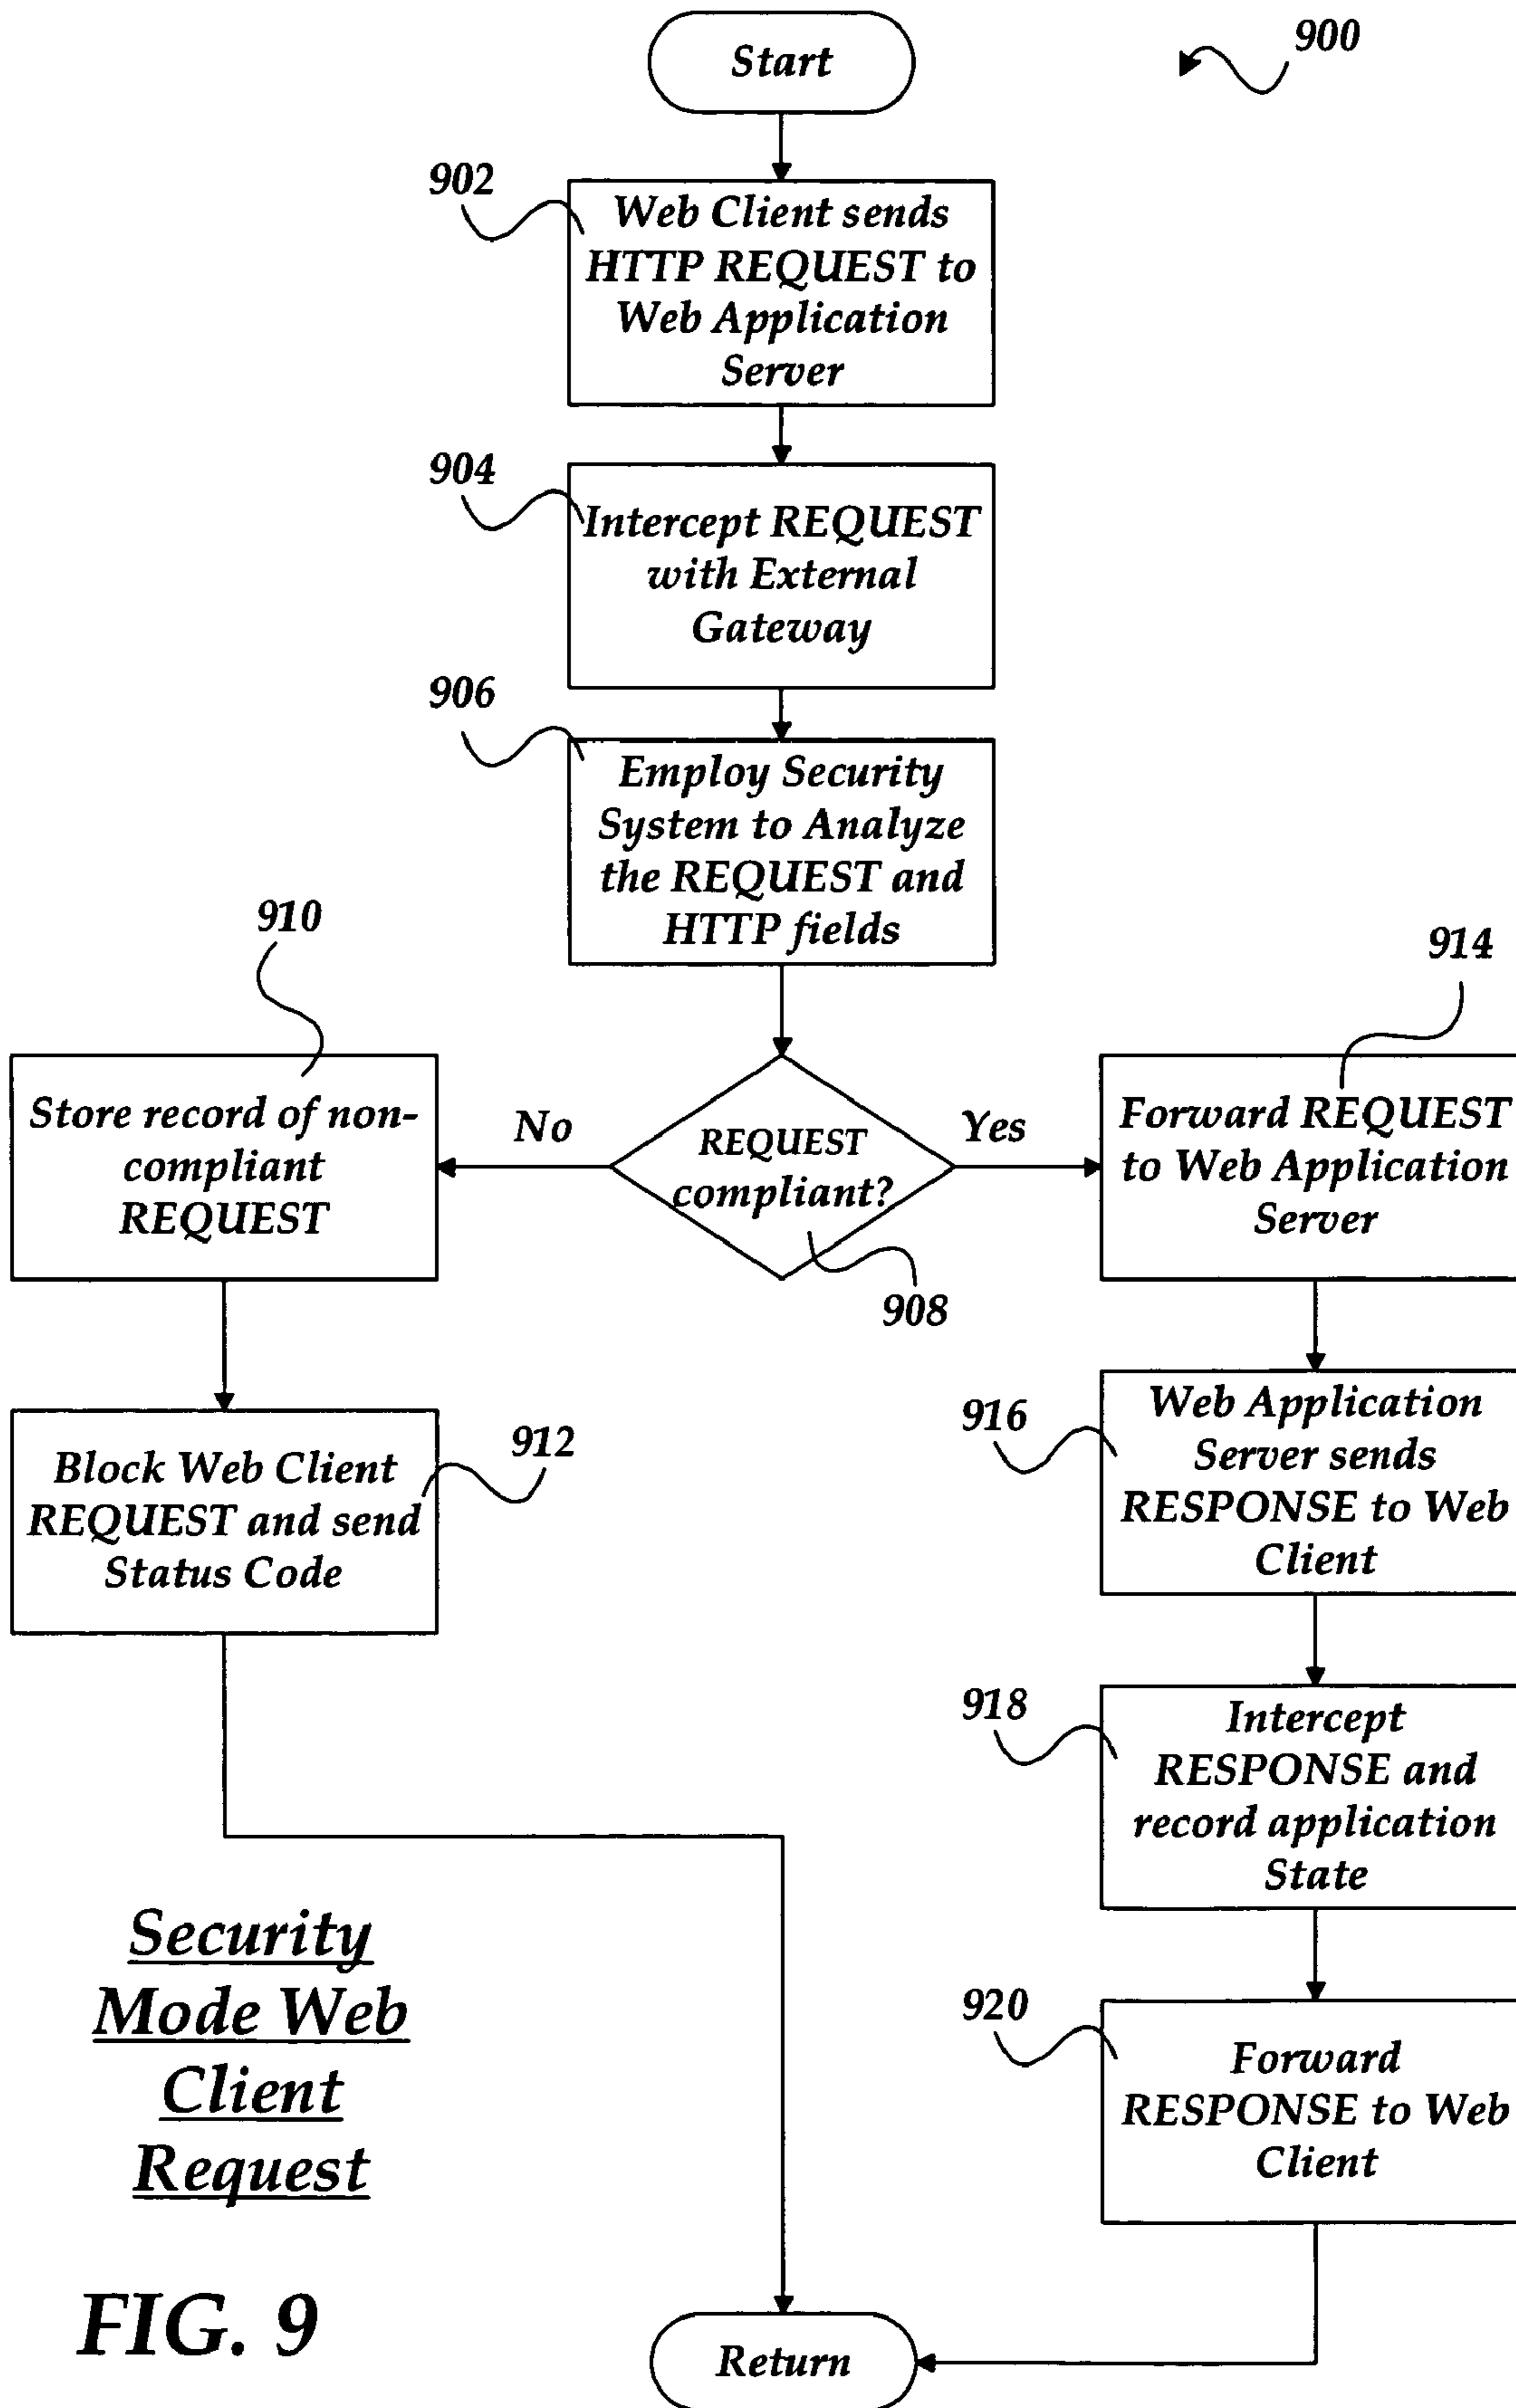 Start
900
902
Web Client sends
HTTP REQUEST to
Web Application
Server
904
Intercept REQUEST
with External
Gateway
906
Employ Security
System to Analyze
the REQUEST and
HTTP fields
910
914
Store record of non-
compliant
REQUEST
No
REQUEST
compliant?
Yes
Forward REQUEST
to Web Application
Server
908
912
Block Web Client
REQUEST and send
Status Code
916
Web Application
Server sends
RESPONSE to Web
Client
918
Intercept
RESPONSE and
record application
State
920
Forward
RESPONSE to Web
Client
Security
Mode Web
Client
Request
FIG. 9
Return